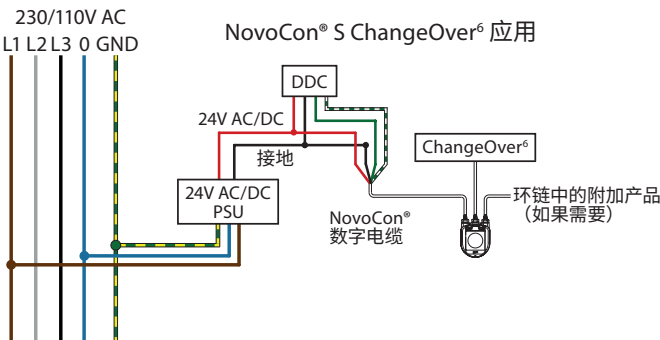 230/110V AC
L1 L2 L3 0 GND
NovoCon® S ChangeOver⁶ 应用
DDC
24V AC/DC
接地
ChangeOver⁶
24V AC/DC
PSU
NovoCon®
数字电缆
环链中的附加产品
（如果需要）